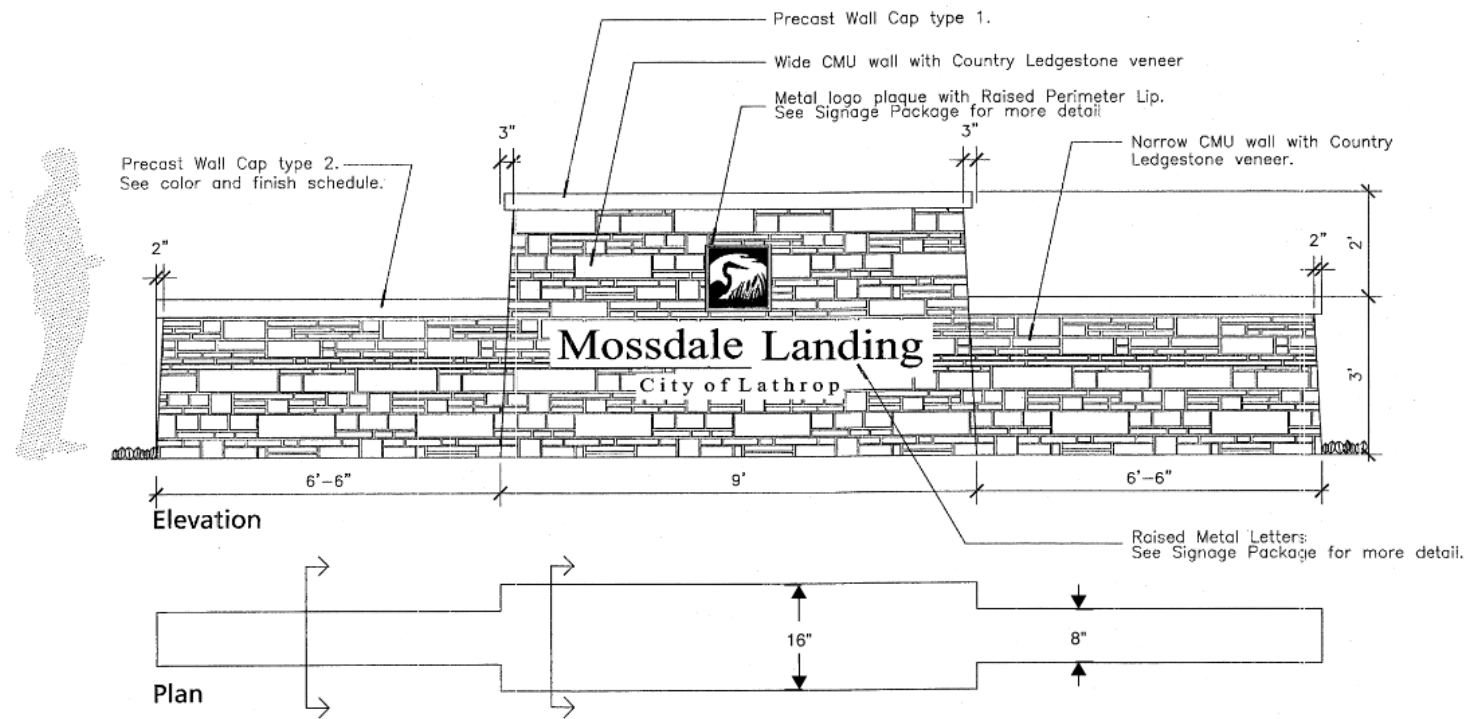 Precast Wall Cap type 1.
Wide CMU wall with Country Ledgestone veneer
Metal logo plaque with Raised Perimeter Lip.
See Signage Package for more detail
3"
3"
Narrow CMU wall with Country
Ledgestone veneer.
Precast Wall Cap type 2.
See color and finish schedule.
2"
2"
2'
Mossdale Landing
City of Lathrop
3'
6'-6"
9'
6'-6"
Elevation
Raised Metal Letters
See Signage Package for more detail.
16"
8"
Plan